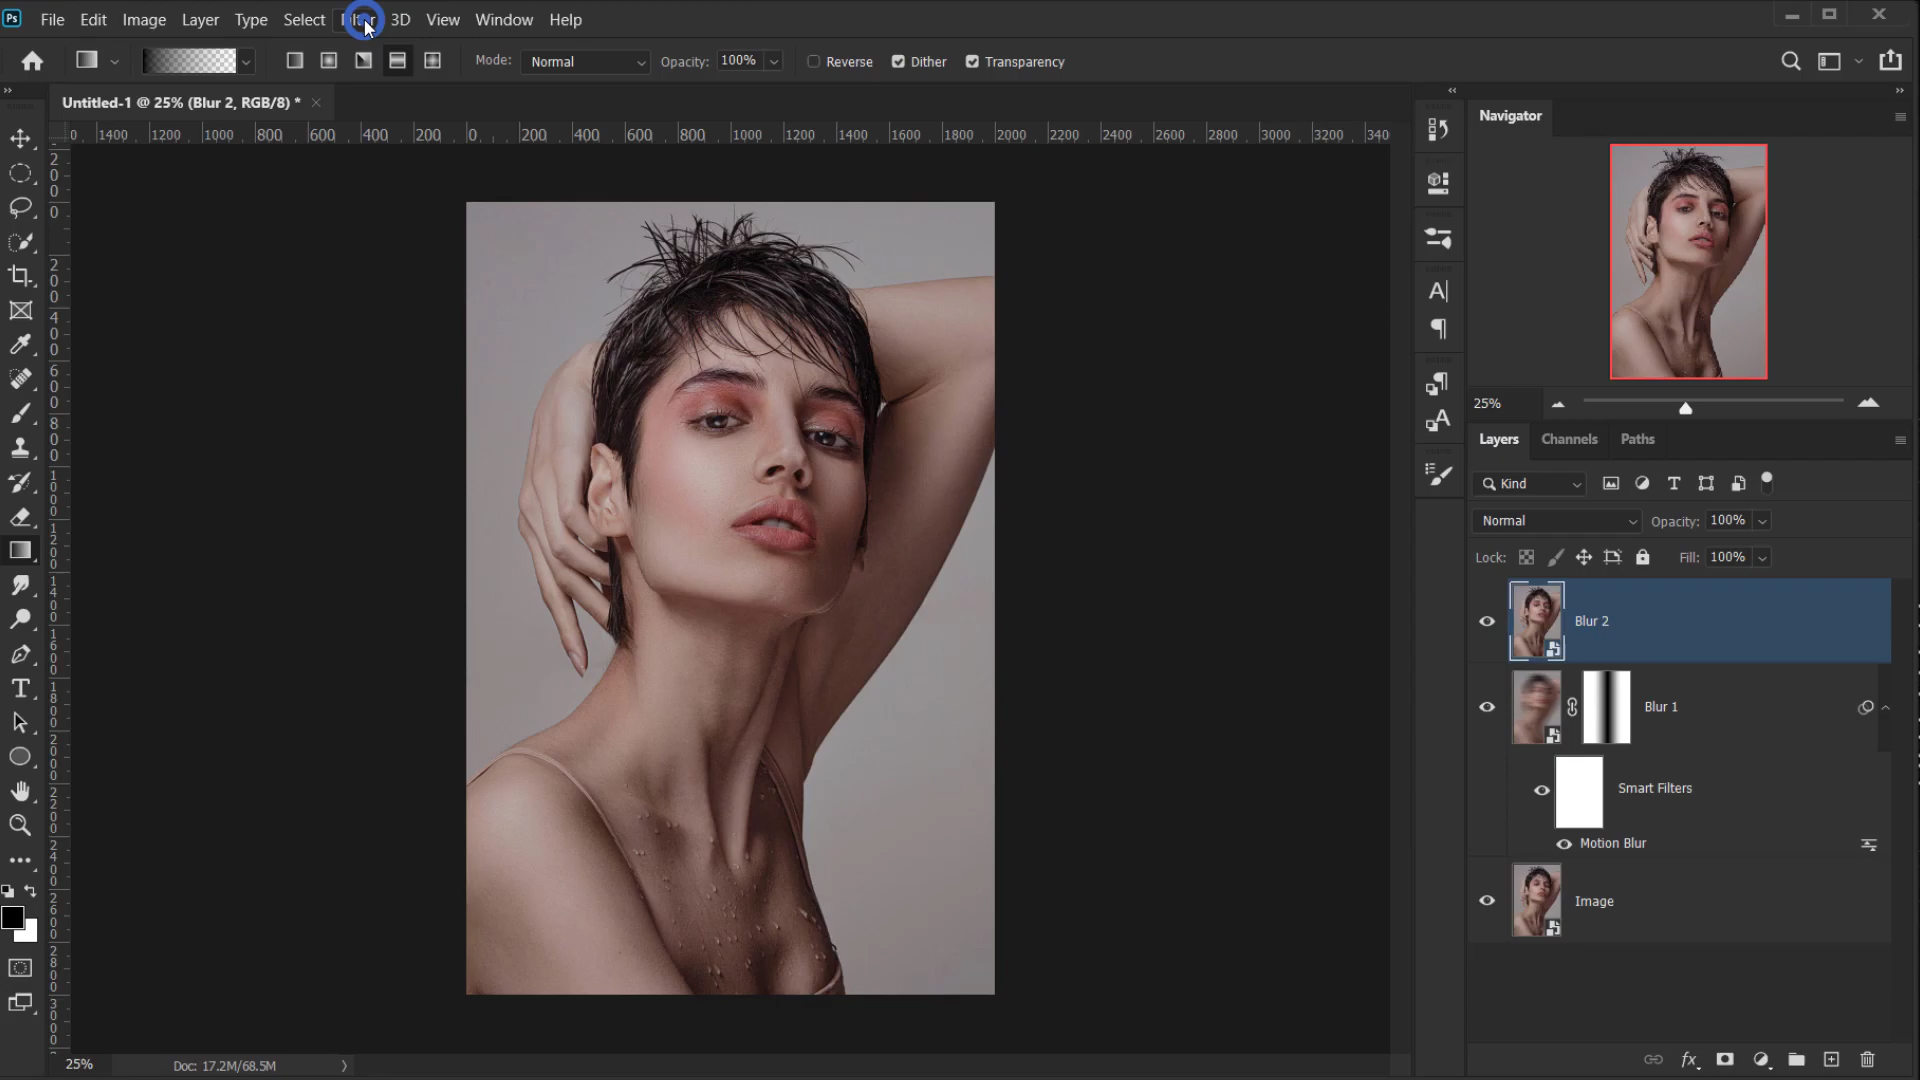 Ps File Edit Image Layer Type Select Filter 3D View Window Help
Mode: Normal Opacity: 100% Reverse Dither Transparency
Untitled-1 @ 25% (Blur 2, RGB/8) * ×
0 1400 1200 1000 800 600 400 200 0 200 400 600 800 1000 1200 1400 1600 1800 2000 2200 2400 2600 2800 3000 3200 340
Navigator
25%
Layers Channels Paths
Kind
Normal Opacity: 100%
Lock: Fill: 100%
Blur 2
Blur 1
Smart Filters
Motion Blur
Image
25% Doc: 17.2M/68.5M